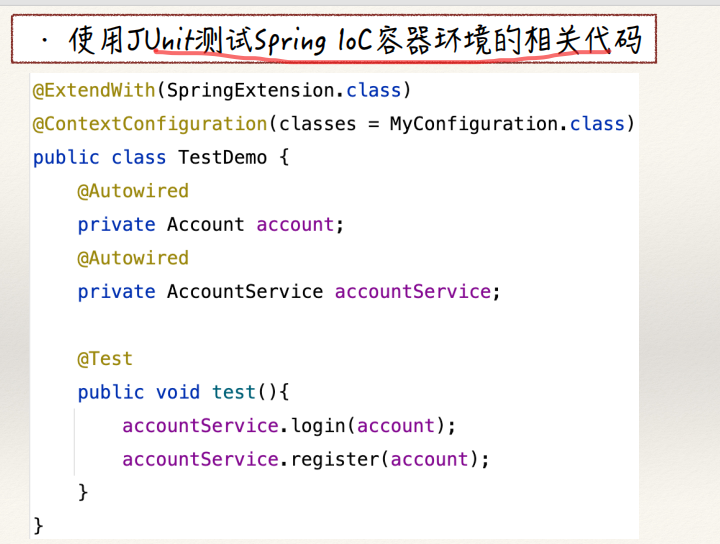 · 使用JUnit测试Spring IoC容器环境的相关代码
@ExtendWith(SpringExtension.class)
@ContextConfiguration(classes = MyConfiguration.class)
public class TestDemo {
    @Autowired
    private Account account;
    @Autowired
    private AccountService accountService;
    @Test
    public void test(){
        accountService.login(account);
        accountService.register(account);
    }
}